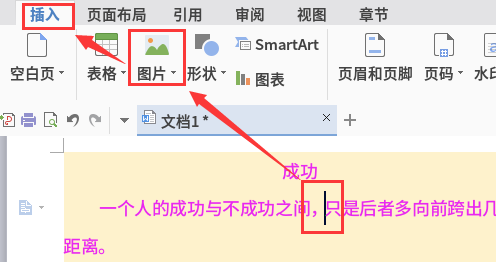 插入 页面布局 引用 审阅 视图 章节
SmartArt
空白页 表格 图片 形状 图表 页眉和页脚 页码 水印
文档1 *
成功
一个人的成功与不成功之间，只是后者多向前跨出几
距离。